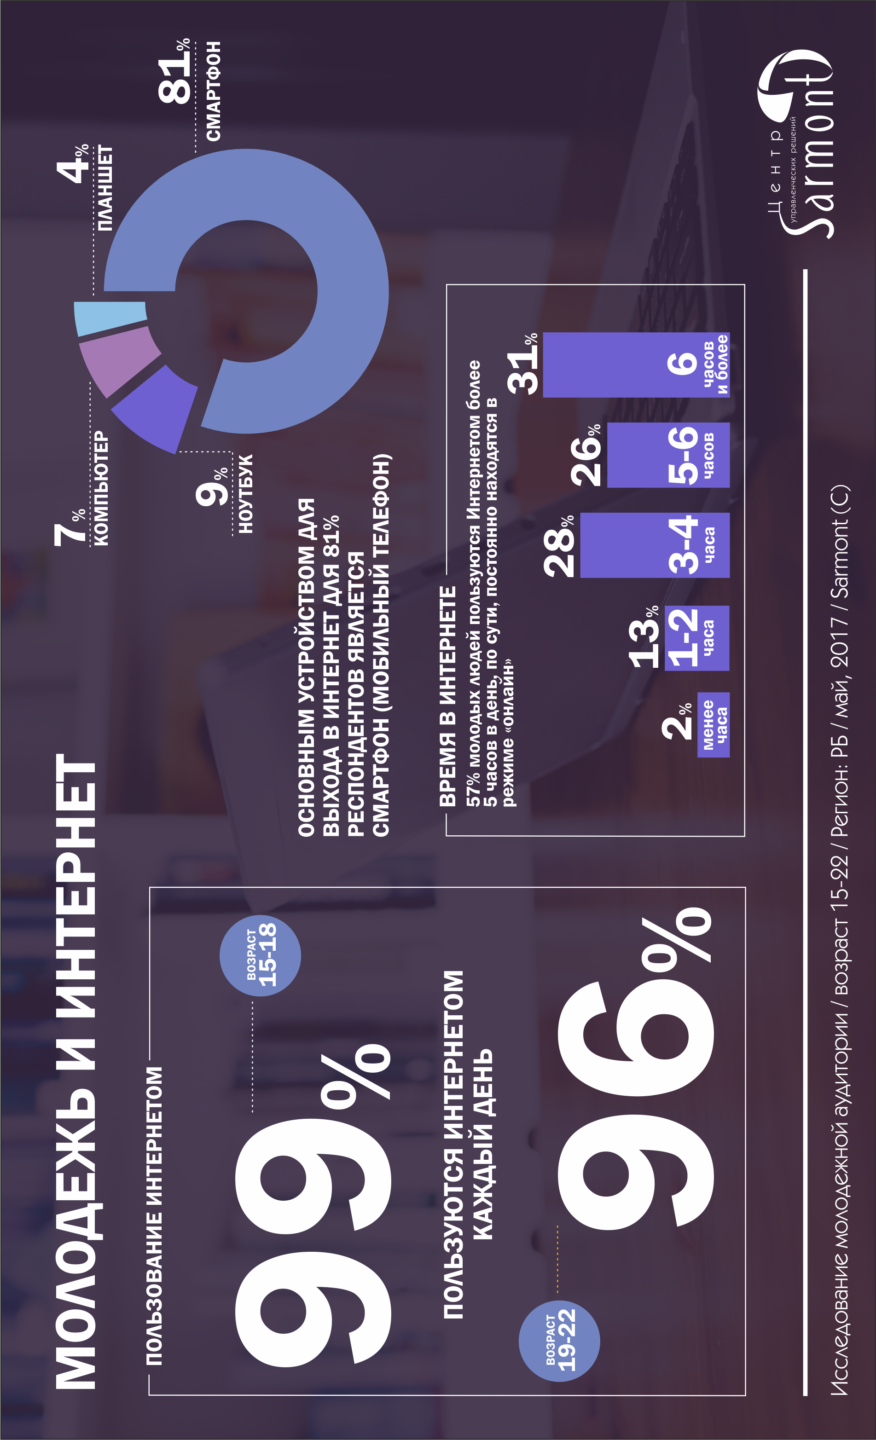 МОЛОДЕЖЬ И ИНТЕРНЕТ
ПОЛЬЗОВАНИЕ ИНТЕРНЕТОМ
99%
ВОЗРАСТ
15-18
ПОЛЬЗУЮТСЯ ИНТЕРНЕТОМ
КАЖДЫЙ ДЕНЬ
ВОЗРАСТ
19-22
96%
7%
КОМПЬЮТЕР
4%
ПЛАНШЕТ
81%
СМАРТФОН
9%
НОУТБУК
ОСНОВНЫМ УСТРОЙСТВОМ ДЛЯ
ВЫХОДА В ИНТЕРНЕТ ДЛЯ 81%
РЕСПОНДЕНТОВ ЯВЛЯЕТСЯ
СМАРТФОН (МОБИЛЬНЫЙ ТЕЛЕФОН)
ВРЕМЯ В ИНТЕРНЕТЕ
57% молодых людей пользуются Интернетом более
5 часов в день, по сути, постоянно находятся в
режиме «онлайн»
2%
менее
часа
13%
1-2
часа
28%
3-4
часа
26%
5-6
часов
31%
6
часов
и более
Исследование молодежной аудитории / возраст 15-22 / Регион: РБ / май, 2017 / Sarmont (C)
Центр
управленческих решений
Sarmont